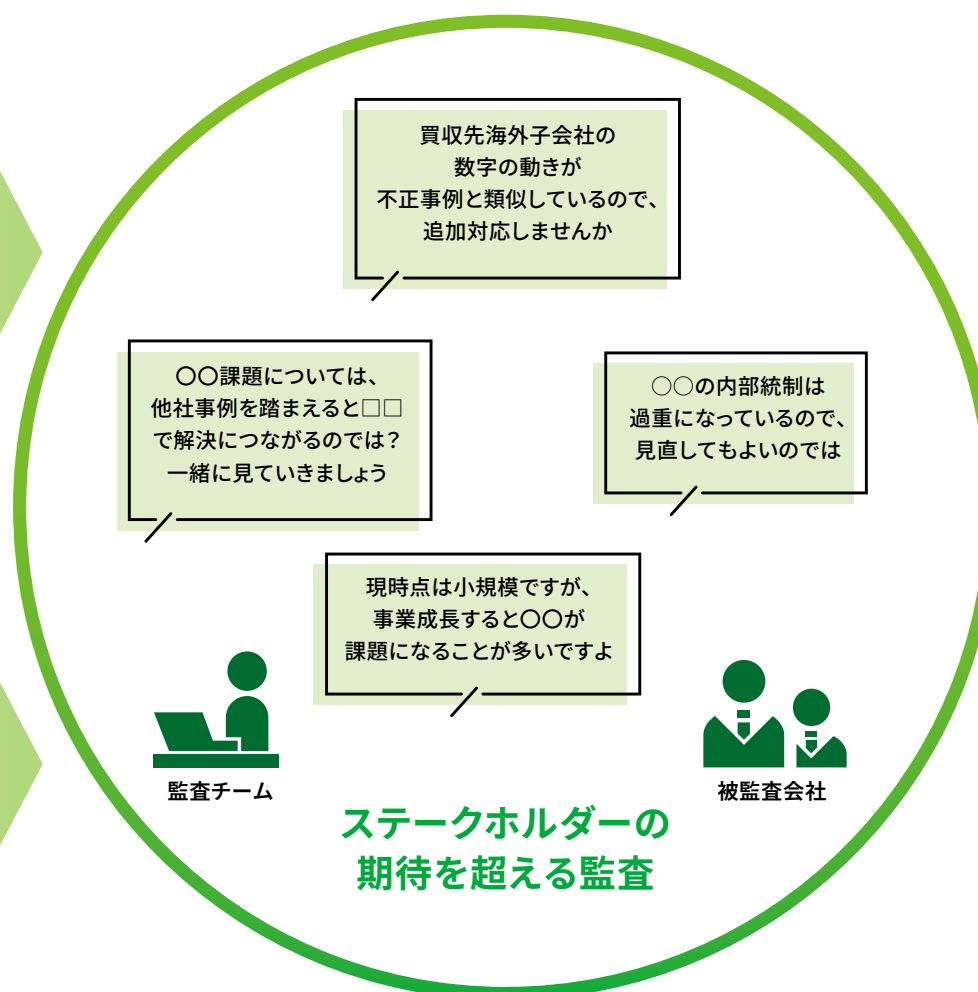 買収先海外子会社の
数字の動きが
不正事例と類似しているので、
追加対応しませんか
〇〇課題については、
他社事例を踏まえると□□
で解決につながるのでは？
一緒に見ていきましょう
○○の内部統制は
過重になっているので、
見直してもよいのでは
現時点は小規模ですが、
事業成長すると〇〇が
課題になることが多いですよ
監査チーム
被監査会社
ステークホルダーの
期待を超える監査